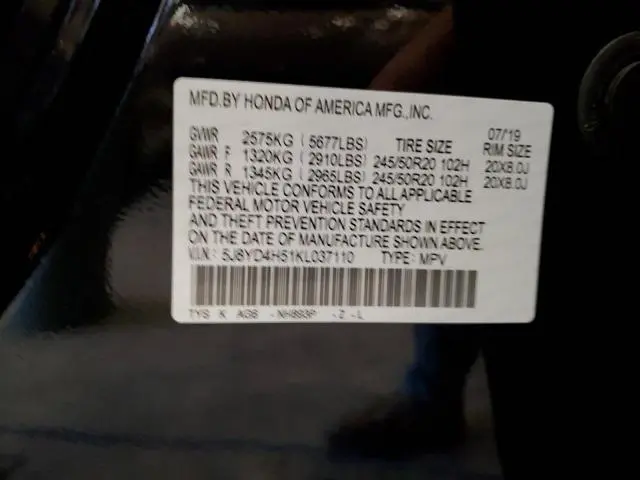 MFD.BY HONDA OF AMERICA MFG.,INC.
07/19
GVWR 2575KG ( 5677LBS) TIRE SIZE RIM SIZE
GAWR F 1320KG ( 2910LBS) 245/50R20 102H 20X8.0J
GAWR R 1345KG ( 2965LBS) 245/50R20 102H 20X8.0J
THIS VEHICLE CONFORMS TO ALL APPLICABLE
FEDERAL MOTOR VEHICLE SAFETY
AND THEFT PREVENTION STANDARDS IN EFFECT
ON THE DATE OF MANUFACTURE SHOWN ABOVE.
V.I.N.: 5J8YD4H51KL037110 TYPE: MPV
TYS K AGS -NH893P -Z -L